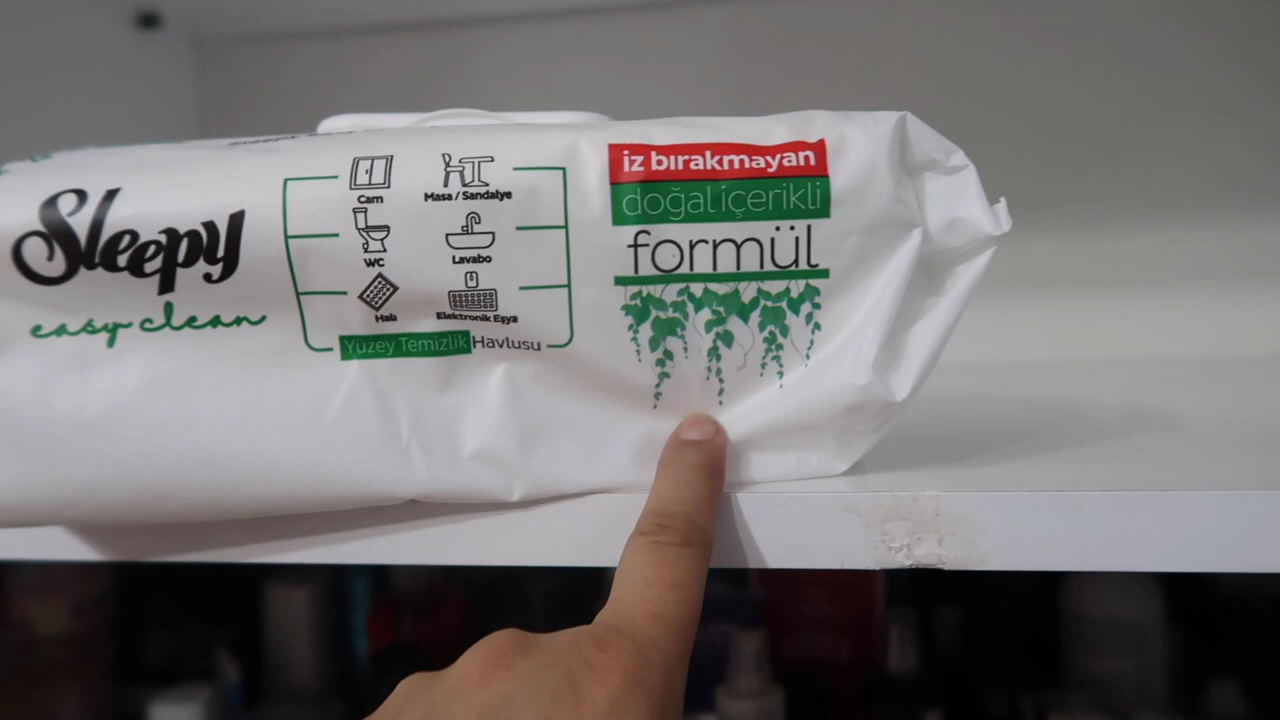 Sleepy
easy clean
Cam
Masa / Sandalye
WC
Lavabo
Halı
Elektronik Eşya
Yüzey Temizlik Havlusu
iz bırakmayan
doğal içerikli
formül